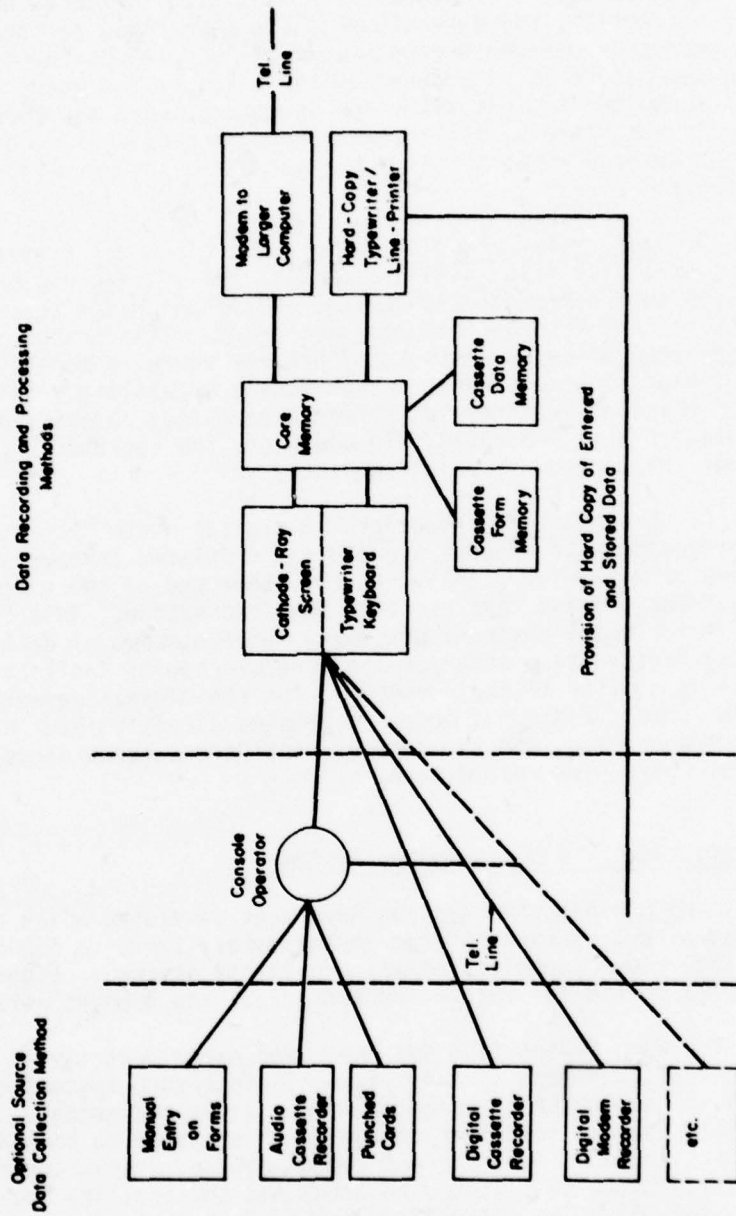 Optional Source
Data Collection Method
Data Recording and Processing
Methods
Manual
Entry
on
Forms
Audio
Cassette
Recorder
Punched
Cards
Digital
Cassette
Recorder
Digital
Modem
Recorder
etc.
Console
Operator
Tel.
Line
Cathode - Ray
Screen
Typewriter
Keyboard
Core
Memory
Cassette
Form
Memory
Cassette
Data
Memory
Modem to
Larger
Computer
Hard - Copy
Typewriter /
Line - Printer
Tel.
Line
Provision of Hard Copy of Entered
and Stored Data